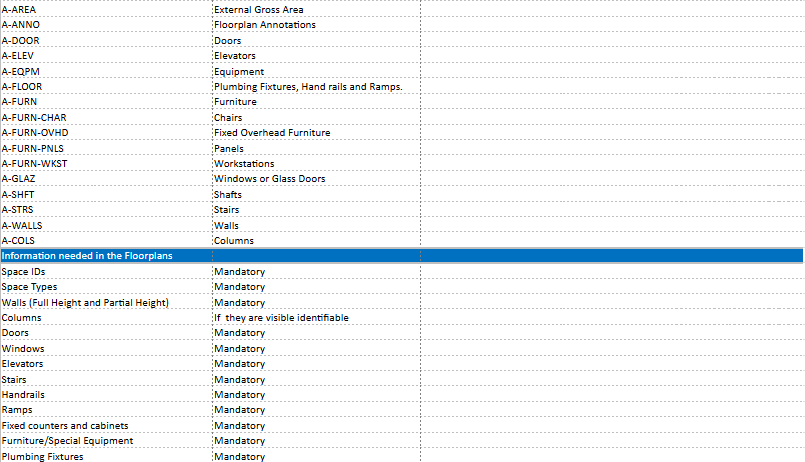 A-AREA External Gross Area
A-ANNO Floorplan Annotations
A-DOOR Doors
A-ELEV Elevators
A-EQPM Equipment
A-FLOOR Plumbing Fixtures, Hand rails and Ramps.
A-FURN Furniture
A-FURN-CHAR Chairs
A-FURN-OVHD Fixed Overhead Furniture
A-FURN-PNLS Panels
A-FURN-WKST Workstations
A-GLAZ Windows or Glass Doors
A-SHFT Shafts
A-STRS Stairs
A-WALLS Walls
A-COLS Columns
Information needed in the Floorplans
Space IDs Mandatory
Space Types Mandatory
Walls (Full Height and Partial Height) Mandatory
Columns If they are visible identifiable
Doors Mandatory
Windows Mandatory
Elevators Mandatory
Stairs Mandatory
Handrails Mandatory
Ramps Mandatory
Fixed counters and cabinets Mandatory
Furniture/Special Equipment Mandatory
Plumbing Fixtures Mandatory